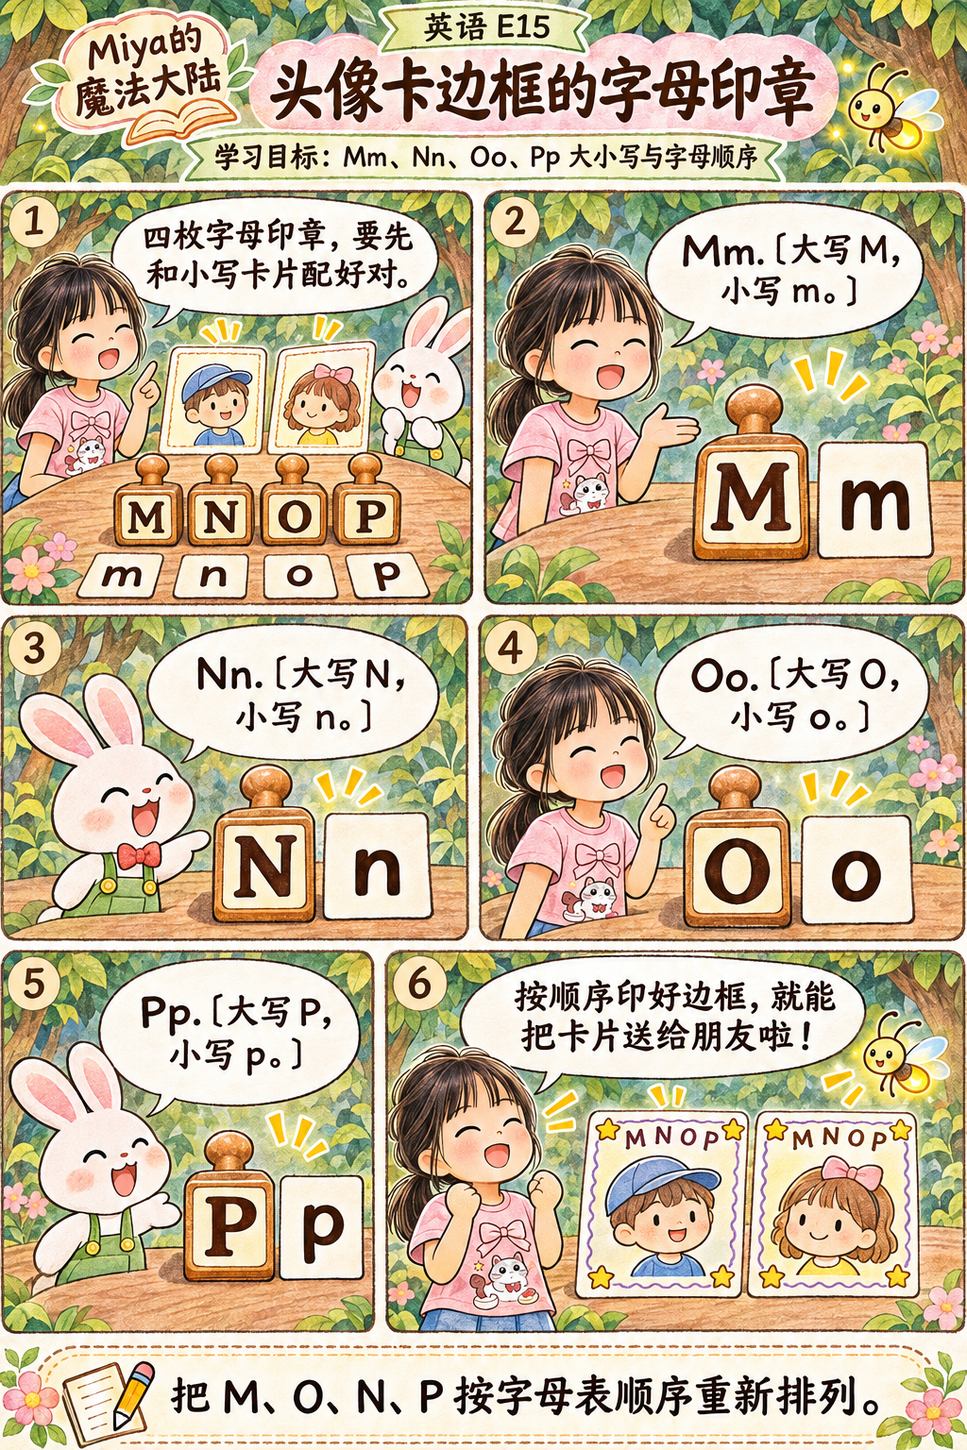 Miya的
魔法大陆
英语 E15
头像卡边框的字母印章
学习目标：Mm、Nn、Oo、Pp 大小写与字母顺序
1
四枚字母印章，要先
和小写卡片配好对。
M N O P
m n o p
2
Mm.〔大写 M，
小写 m。〕
M m
3
Nn.〔大写 N，
小写 n。〕
N n
4
Oo.〔大写 O，
小写 o。〕
O o
5
Pp.〔大写 P，
小写 p。〕
P p
6
按顺序印好边框，就能
把卡片送给朋友啦！
M N O P
M N O P
把 M、O、N、P 按字母表顺序重新排列。